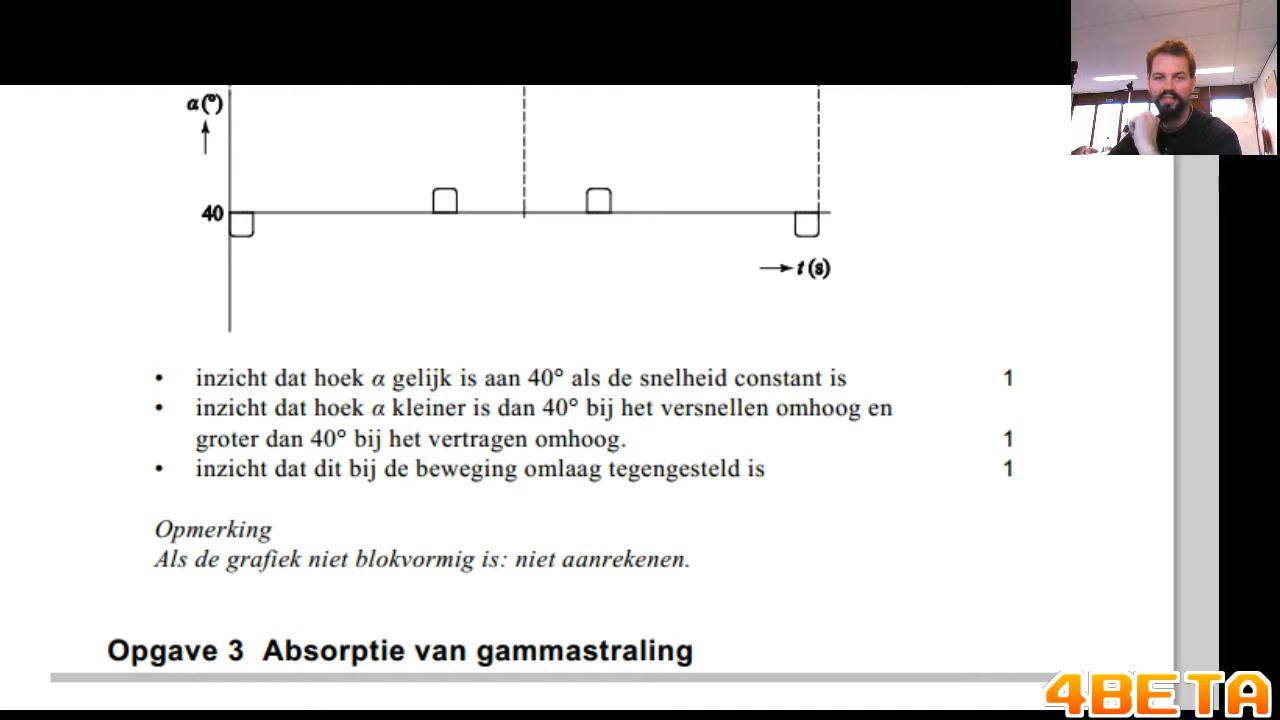 α (°)
40
t (s)
• inzicht dat hoek α gelijk is aan 40° als de snelheid constant is 1
• inzicht dat hoek α kleiner is dan 40° bij het versnellen omhoog en
groter dan 40° bij het vertragen omhoog. 1
• inzicht dat dit bij de beweging omlaag tegengesteld is 1
Opmerking
Als de grafiek niet blokvormig is: niet aanrekenen.
Opgave 3 Absorptie van gammastraling
4BETA